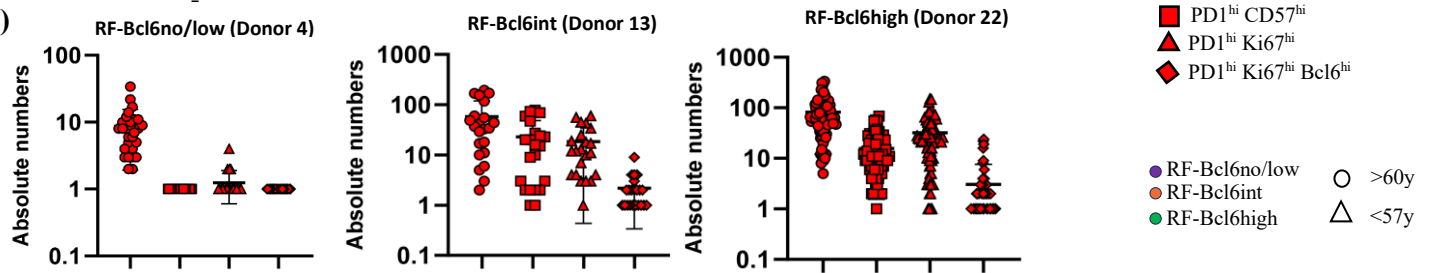 )
RF-Bcl6no/low (Donor 4)
Absolute numbers
100
10
1
0.1
RF-Bcl6int (Donor 13)
Absolute numbers
1000
100
10
1
0.1
RF-Bcl6high (Donor 22)
Absolute numbers
1000
100
10
1
0.1
PD1hi CD57hi
PD1hi Ki67hi
PD1hi Ki67hi Bcl6hi
RF-Bcl6no/low
RF-Bcl6int
RF-Bcl6high
>60y
<57y